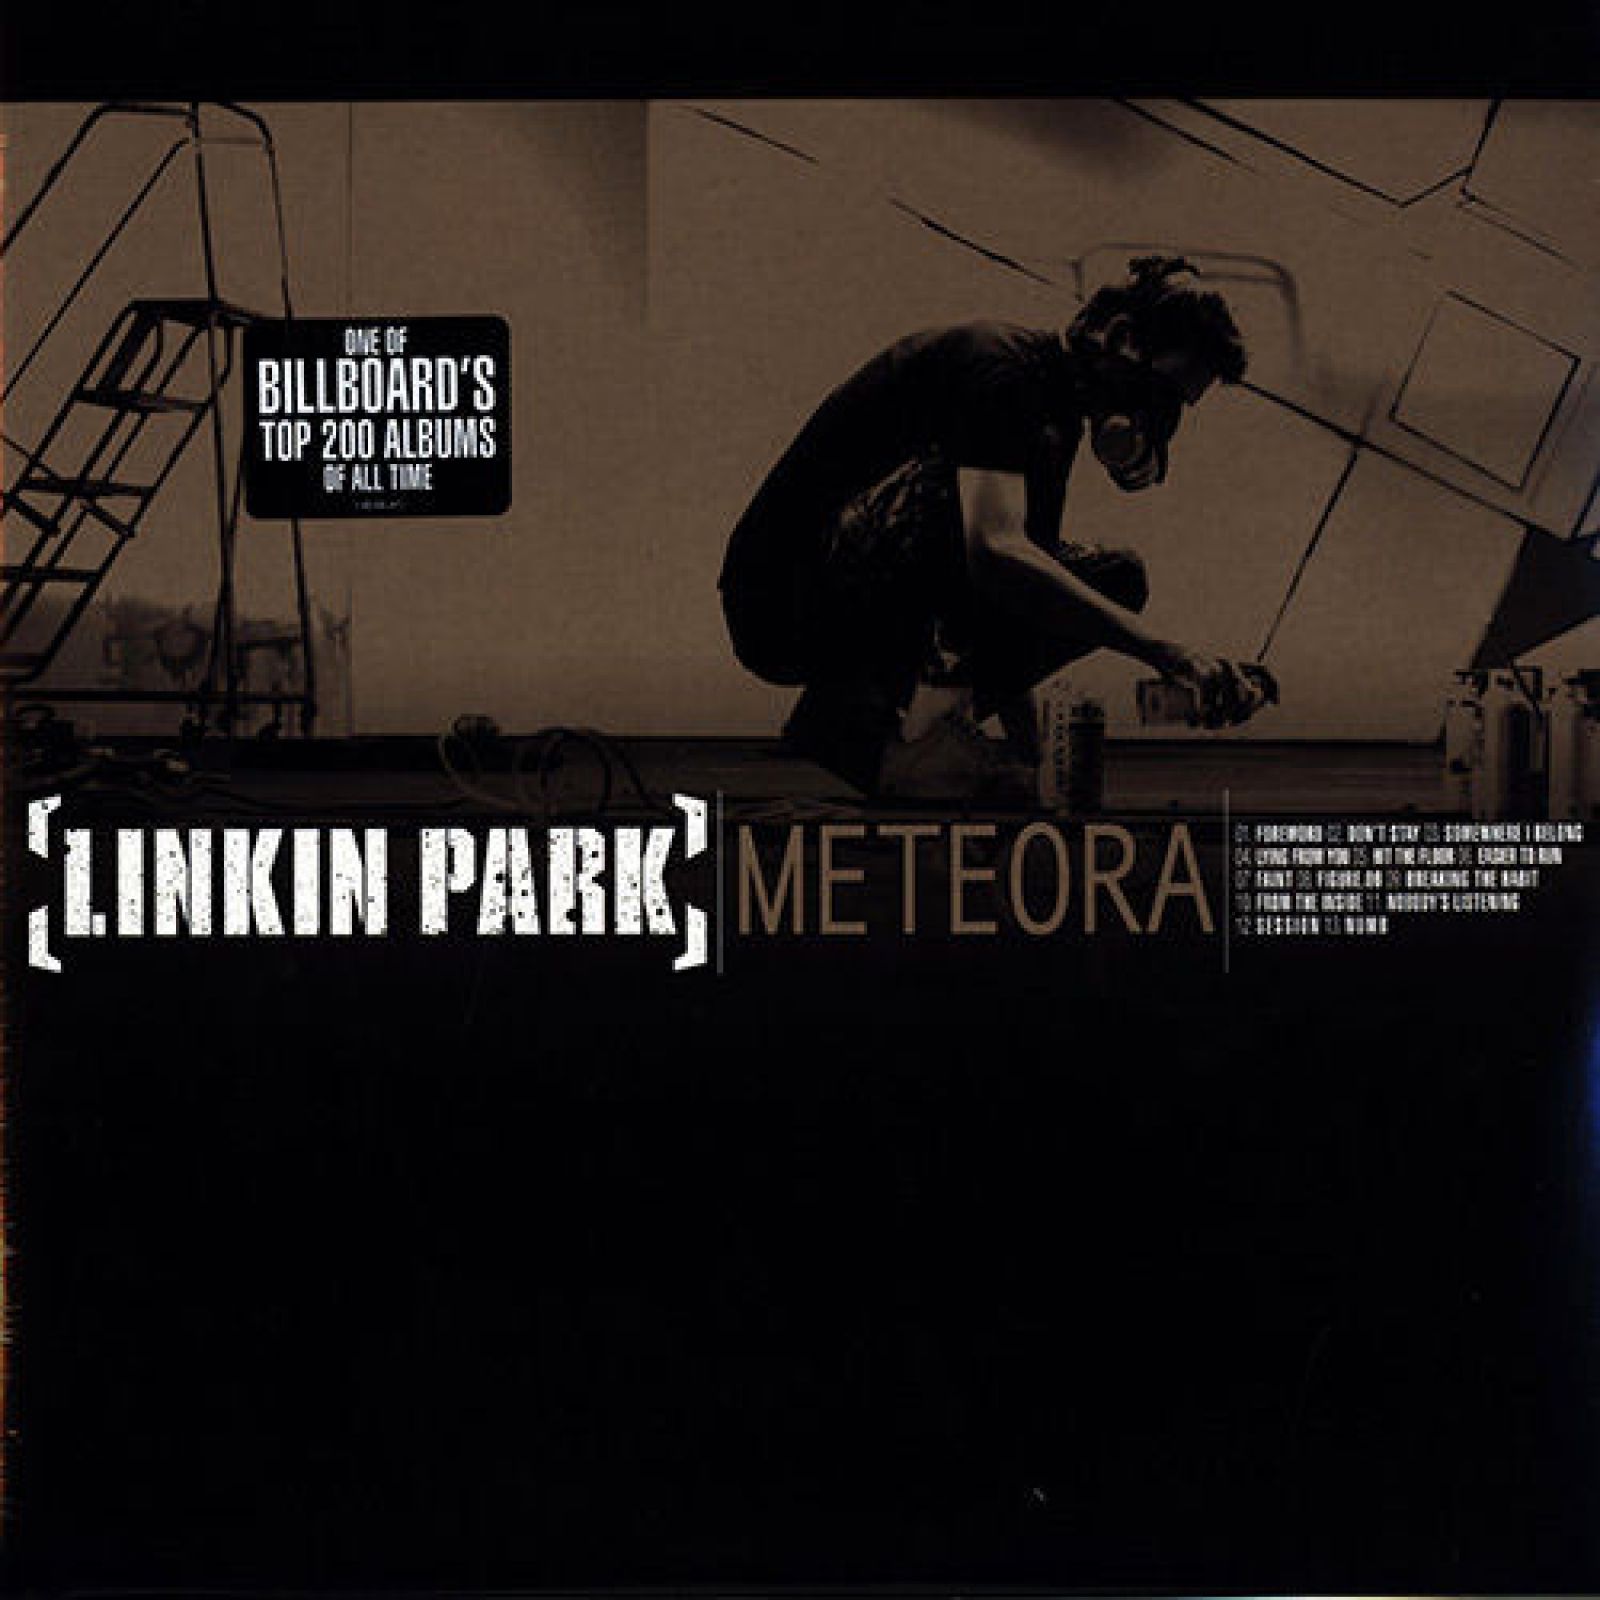 ONE OF
BILLBOARD'S
TOP 200 ALBUMS
OF ALL TIME
[LINKIN PARK]
METEORA
01. FOREWORD 02. DON'T STAY 03. SOMEWHERE I BELONG
04. LYING FROM YOU 05. HIT THE FLOOR 06. EASIER TO RUN
07. FAINT 08. FIGURE.09 09. BREAKING THE HABIT
10. FROM THE INSIDE 11. NOBODY'S LISTENING
12. SESSION 13. NUMB